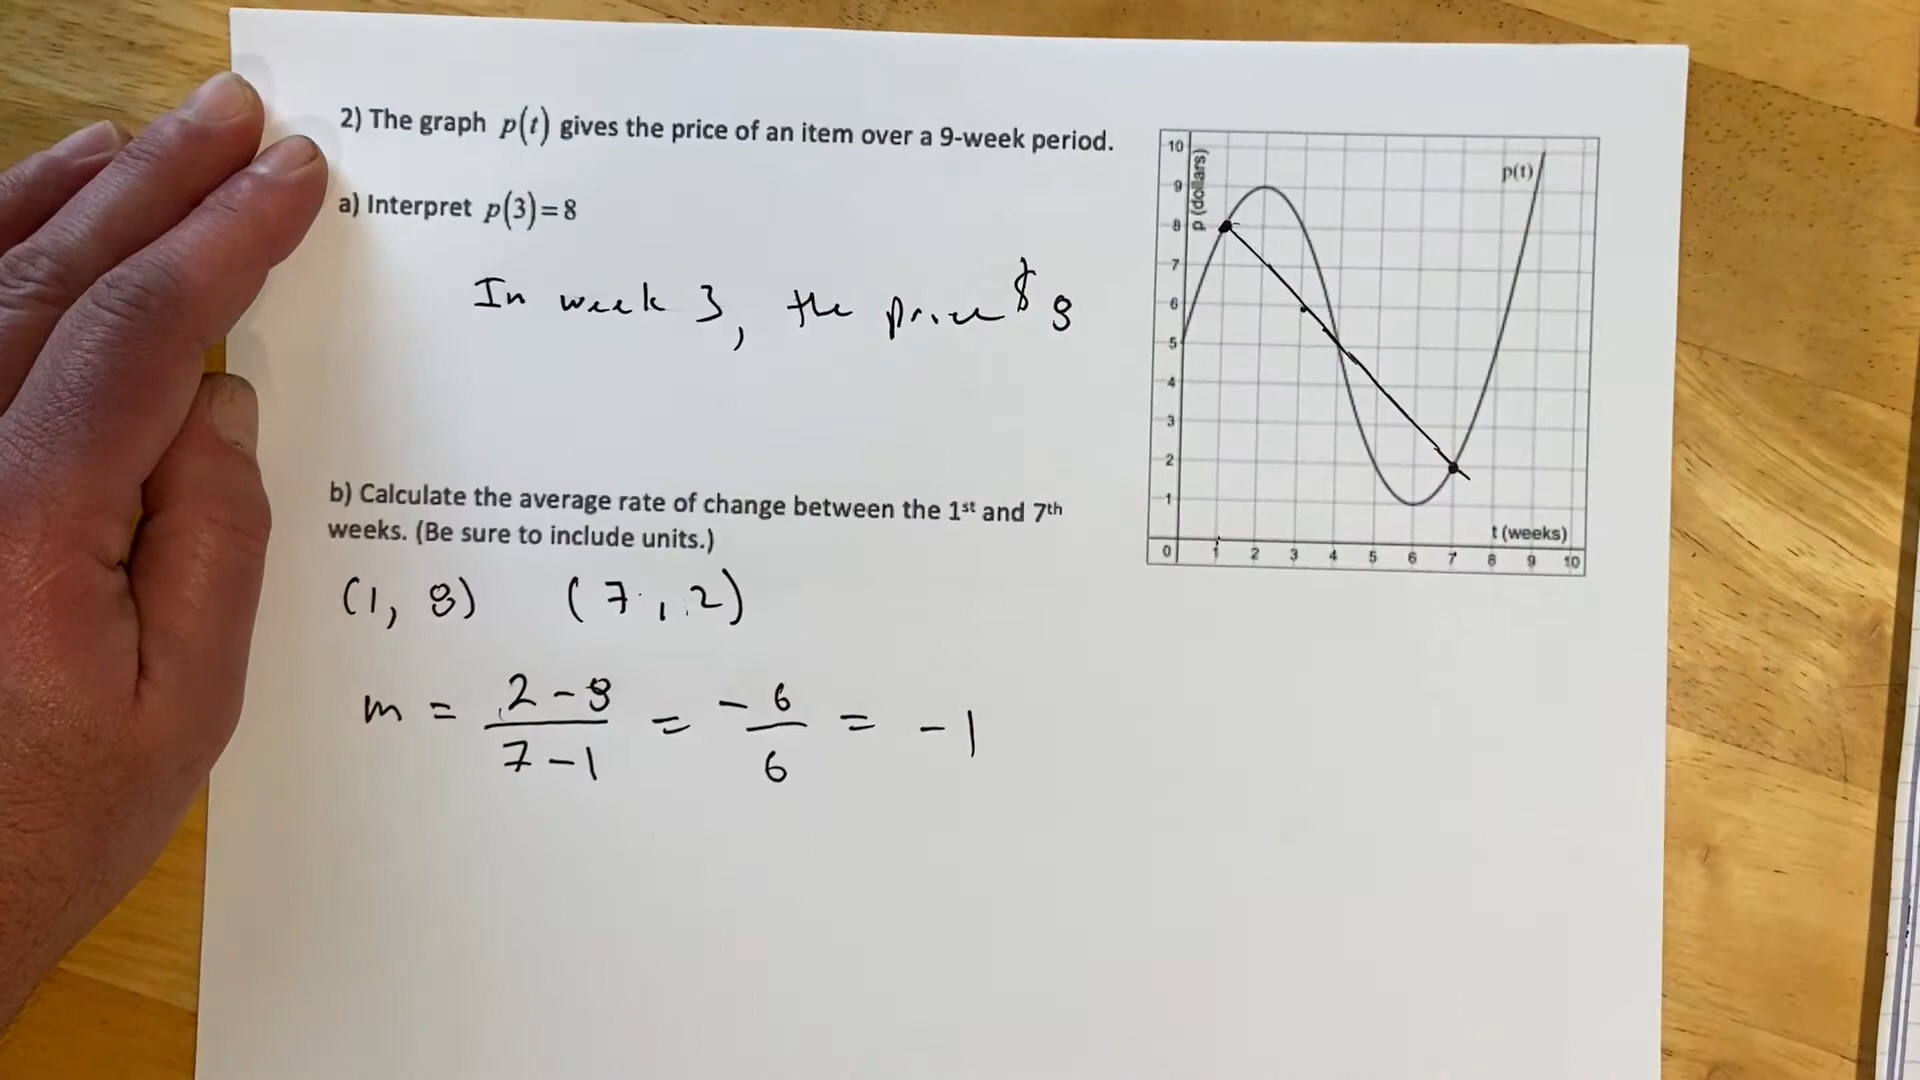 2) The graph p(t) gives the price of an item over a 9-week period.
a) Interpret p(3)=8
In week 3, the price $ 8
b) Calculate the average rate of change between the 1st and 7th
weeks. (Be sure to include units.)
(1, 8) (7, 2)
m = 2-8/7-1 = -6/6 = -1
10
9
8
7
6
5
4
3
2
1
p (dollars)
p(t)
t (weeks)
0 1 2 3 4 5 6 7 8 9 10